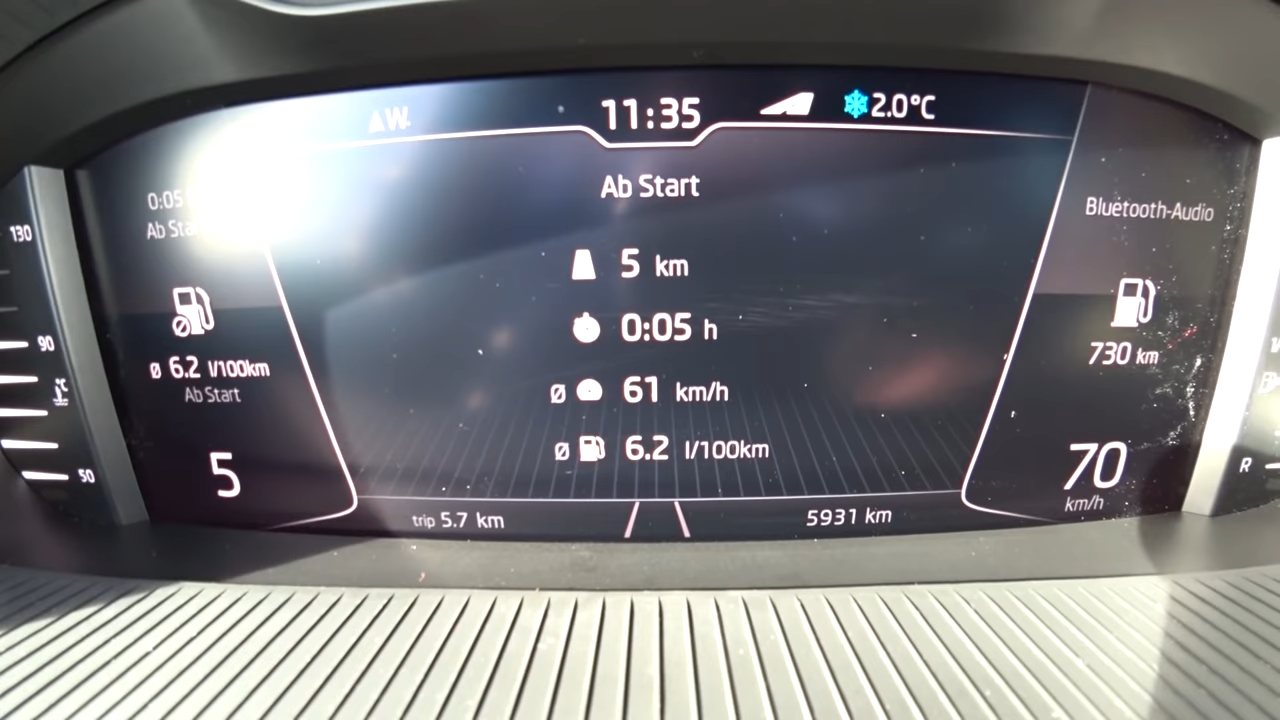 W.
11:35
2.0°C
Ab Start
5 km
0:05 h
Ø 61 km/h
Ø 6.2 l/100km
trip 5.7 km
5931 km
0:05
Ab
Ø 6.2 l/100km
Ab Start
5
Bluetooth-Audio
730 km
70
km/h
130
90
°C
50
R